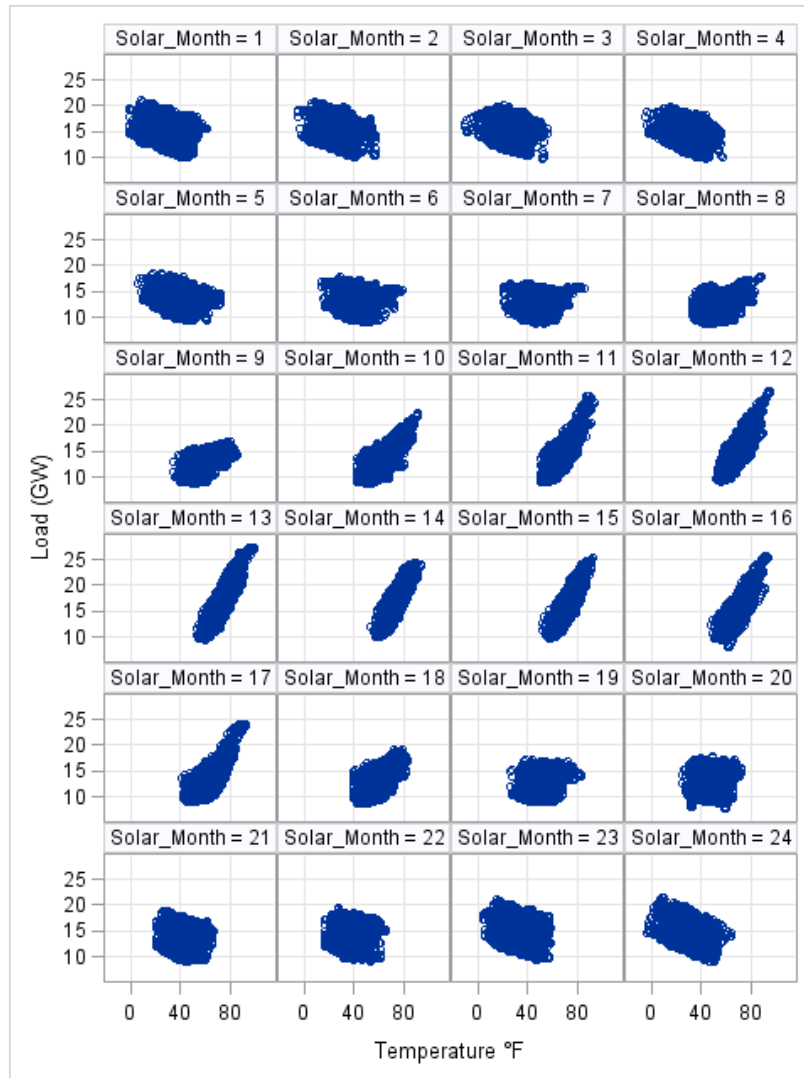 Solar_Month = 1 Solar_Month = 2 Solar_Month = 3 Solar_Month = 4
25
20
15
10
Solar_Month = 5 Solar_Month = 6 Solar_Month = 7 Solar_Month = 8
25
20
15
10
Solar_Month = 9 Solar_Month = 10 Solar_Month = 11 Solar_Month = 12
25
20
15
10
Load (GW)
Solar_Month = 13 Solar_Month = 14 Solar_Month = 15 Solar_Month = 16
25
20
15
10
Solar_Month = 17 Solar_Month = 18 Solar_Month = 19 Solar_Month = 20
25
20
15
10
Solar_Month = 21 Solar_Month = 22 Solar_Month = 23 Solar_Month = 24
25
20
15
10
0 40 80 0 40 80 0 40 80 0 40 80
Temperature °F